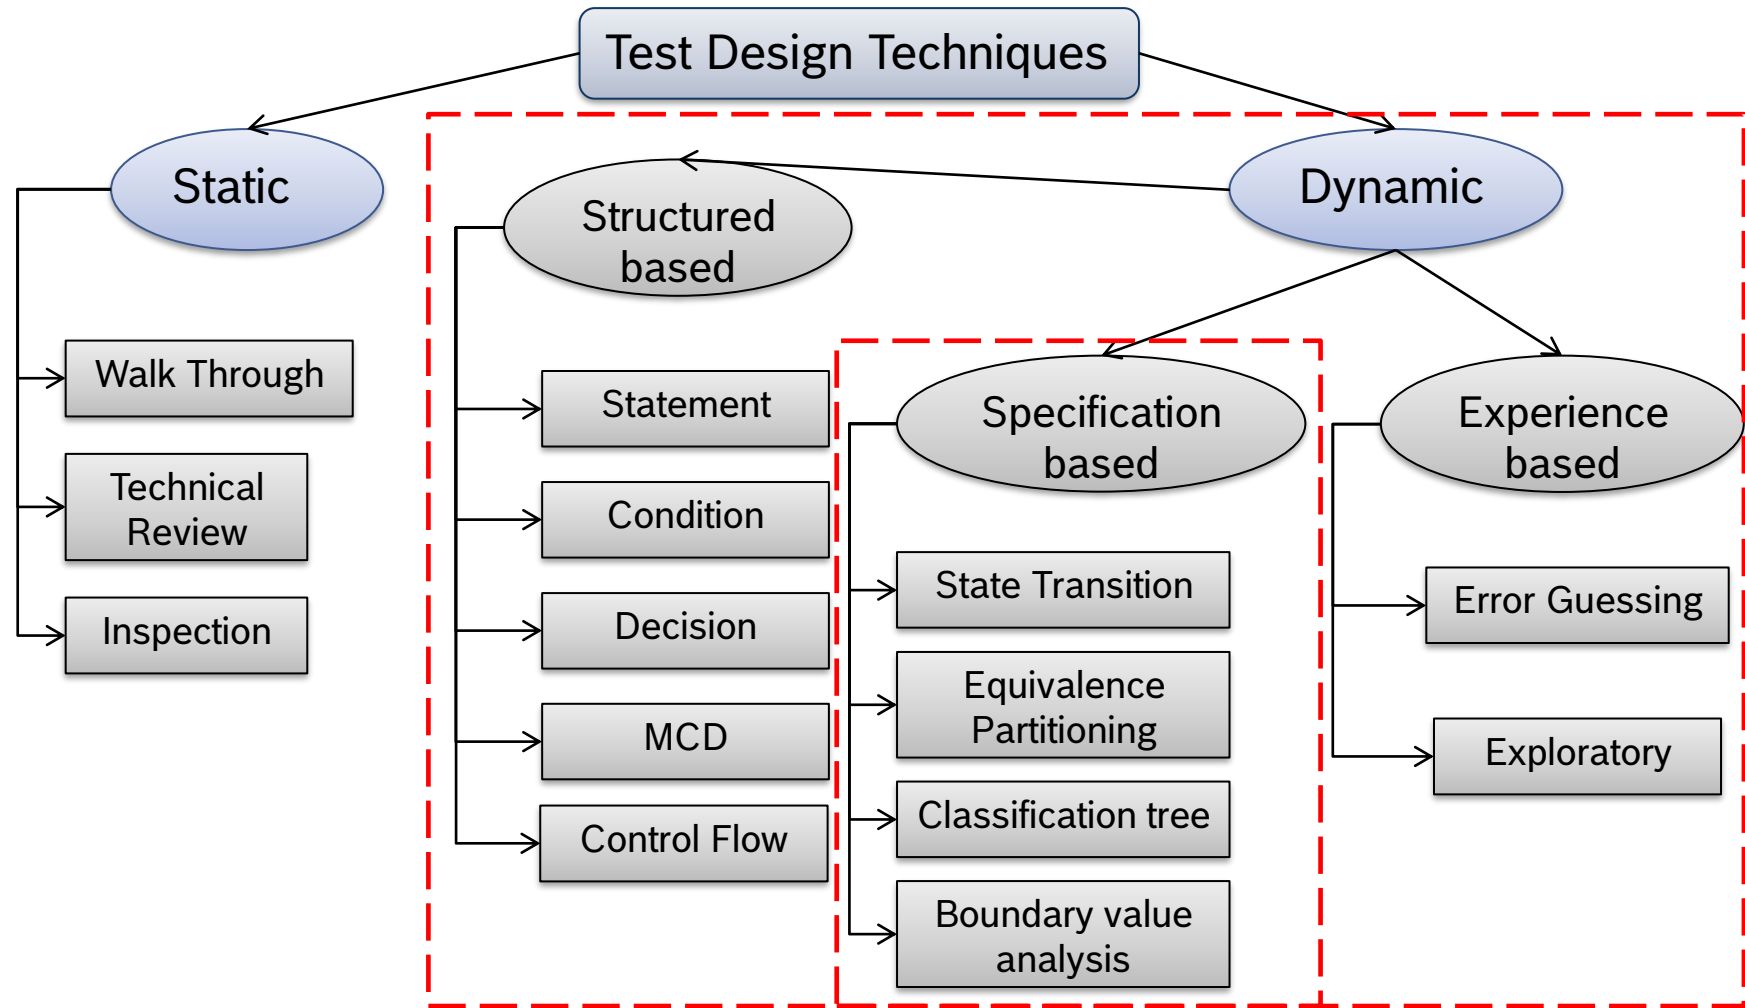 Test Design Techniques
Static
Dynamic
Structured
based
Walk Through
Technical
Review
Inspection
Statement
Condition
Decision
MCD
Control Flow
Specification
based
State Transition
Equivalence
Partitioning
Classification tree
Boundary value
analysis
Experience
based
Error Guessing
Exploratory